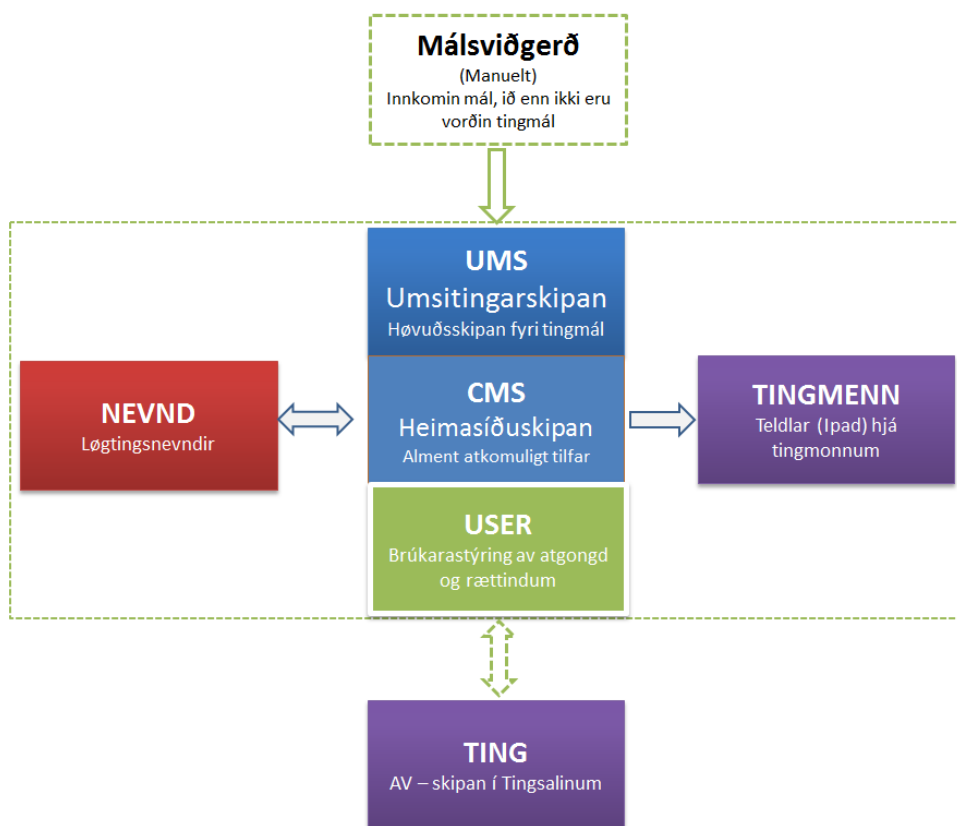 Málsviðgerð
(Manuelt)
Innkomin mál, ið enn ikki eru
vorðin tingmál
UMS
Umsitingarskipan
Høvuðsskipan fyri tingmál
NEVND
Løgtingsnevndir
CMS
Heimasíðuskipan
Alment atkomuligt tilfar
TINGMENN
Teldlar (Ipad) hjá
tingmonnum
USER
Brúkarastýring av atgongd
og rættindum
TING
AV – skipan í Tingsalinum